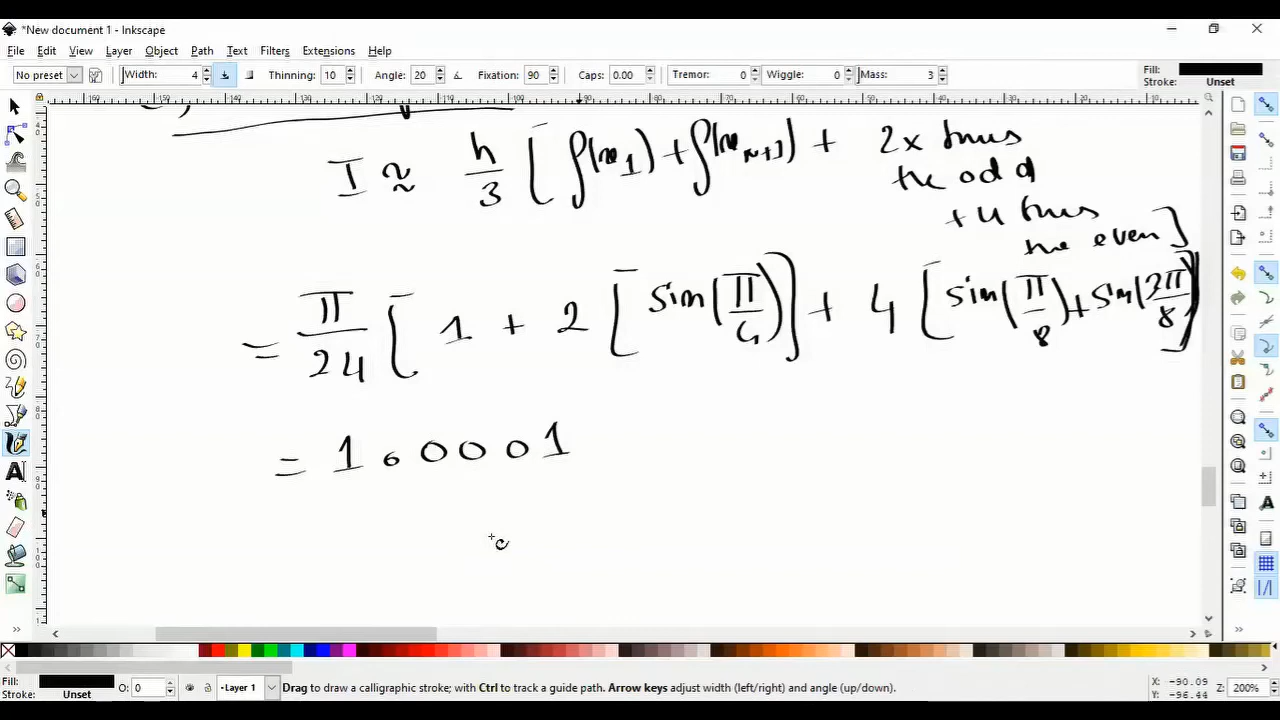 *New document 1 - Inkscape
File Edit View Layer Object Path Text Filters Extensions Help
No preset Width: 4 Thinning: 10 Angle: 20 Fixation: 90 Caps: 0.00 Tremor: 0 Wiggle: 0 Mass: 3 Fill: Unset
Stroke:
I ≈ h/3 [ f(x₁) + f(xₙ₊₁) + 2x times
the odd
+ 4 times
the even ]
= π/24 [ 1 + 2 [ sin(π/4) ] + 4 [ sin(π/8) + sin(3π/8) ]
= 1.0001
Fill:
Stroke: Unset O: 0 Layer 1 Drag to draw a calligraphic stroke; with Ctrl to track a guide path. Arrow keys adjust width (left/right) and angle (up/down). X: -90.09
Y: -96.44 Z: 200%